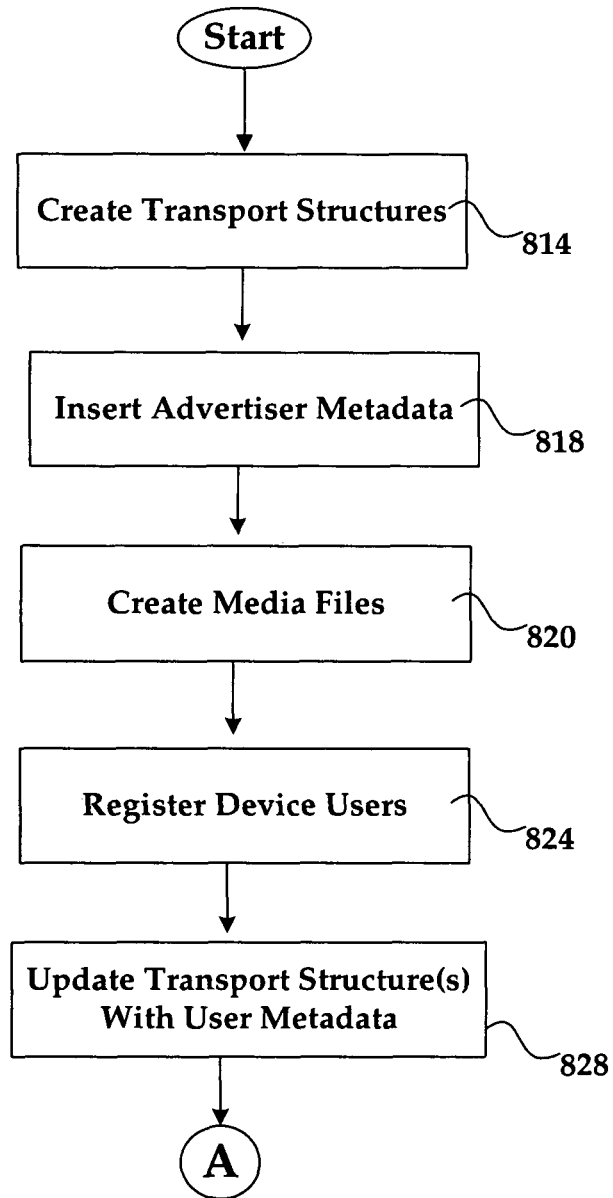 Start
Create Transport Structures
814
Insert Advertiser Metadata
818
Create Media Files
820
Register Device Users
824
Update Transport Structure(s)
With User Metadata
828
A